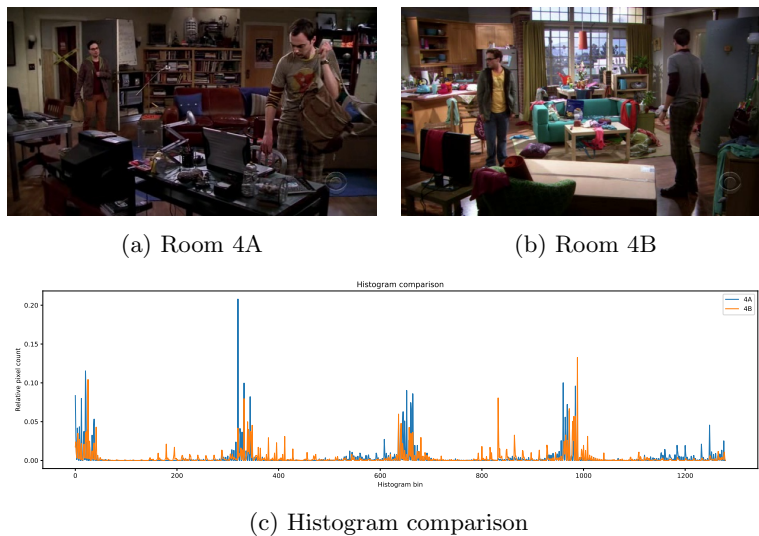 (a) Room 4A
(b) Room 4B
Histogram comparison
4A
4B
Relative pixel count
0.20
0.15
0.10
0.05
0.00
0
200
400
600
800
1000
1200
Histogram bin
(c) Histogram comparison